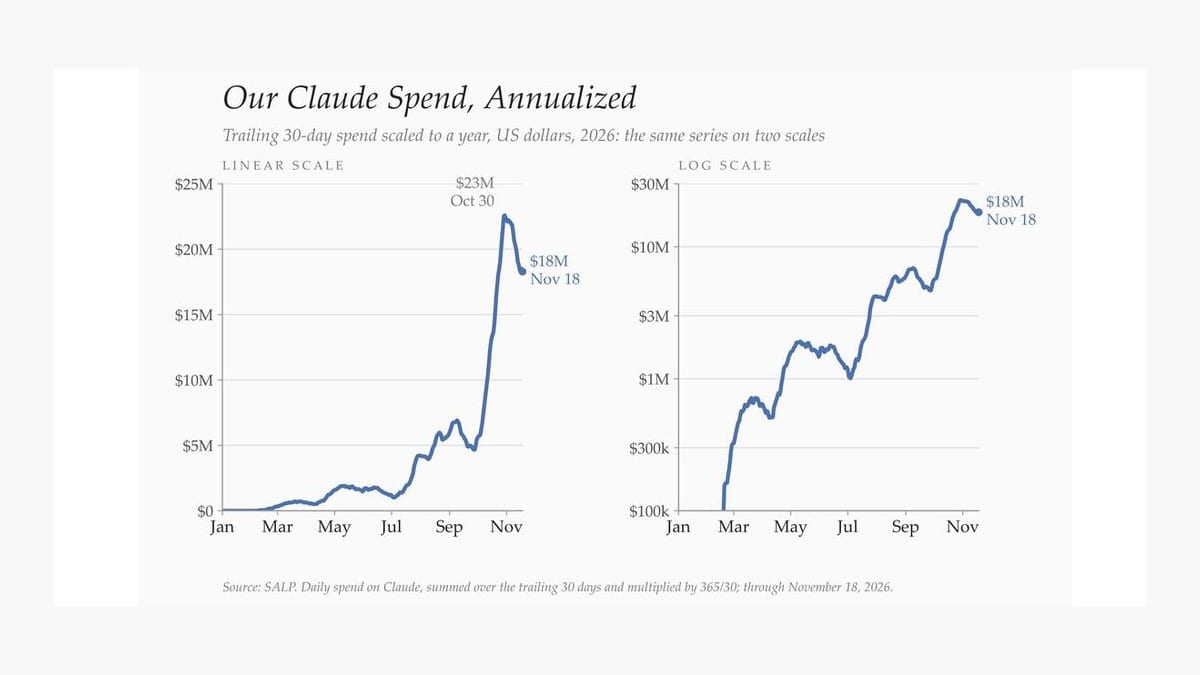 Our Claude Spend, Annualized
Trailing 30-day spend scaled to a year, US dollars, 2026: the same series on two scales
LINEAR SCALE
$25M
$20M
$15M
$10M
$5M
$0
Jan Mar May Jul Sep Nov
$23M
Oct 30
$18M
Nov 18
LOG SCALE
$30M
$10M
$3M
$1M
$300k
$100k
Jan Mar May Jul Sep Nov
$18M
Nov 18
Source: SALP. Daily spend on Claude, summed over the trailing 30 days and multiplied by 365/30; through November 18, 2026.